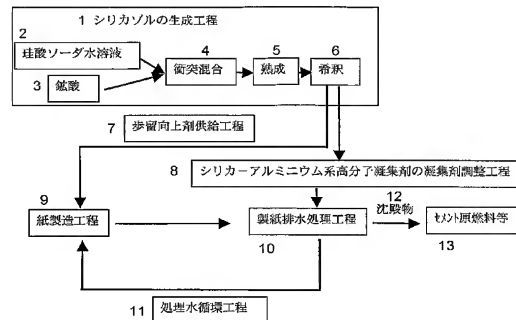 1 シリカゾルの生成工程
2
珪酸ソーダ水溶液
3 鉱酸
4
衝突混合
5
熟成
6
希釈
7 歩留向上剤供給工程
8 シリカーアルミニウム系高分子凝集剤の凝集剤調整工程
9
紙製造工程
製紙排水処理工程
10
12
沈殿物
セメント原燃料等
13
11 処理水循環工程